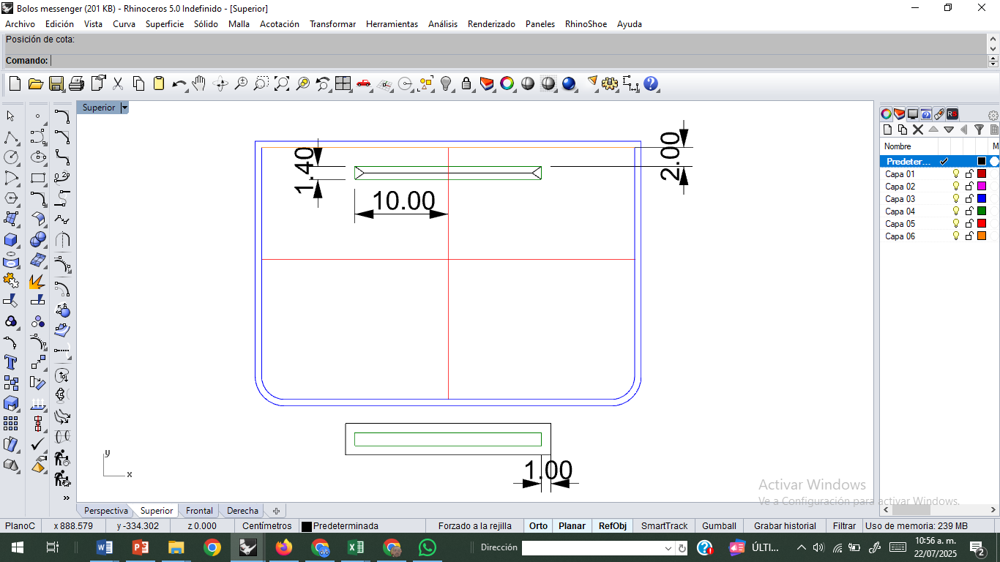 Bolos messenger (201 KB) - Rhinoceros 5.0 Indefinido - [Superior]
Archivo Edición Vista Curva Superficie Sólido Malla Acotación Transformar Herramientas Análisis Renderizado Paneles RhinoShoe Ayuda
Posición de cota:
Comando:
Superior
1.40
2.00
10.00
1.00
y
x
Nombre
M
Predeter...
Capa 01
Capa 02
Capa 03
Capa 04
Capa 05
Capa 06
Activar Windows
Ve a Configuración para activar Windows.
Perspectiva Superior Frontal Derecha
PlanoC x 888.579 y -334.302 z 0.000 Centímetros Predeterminada Forzado a la rejilla Orto Planar RefObj SmartTrack Gumball Grabar historial Filtrar Uso de memoria: 239 MB
Dirección
ÚLTI...
10:56 a. m.
22/07/2025
2